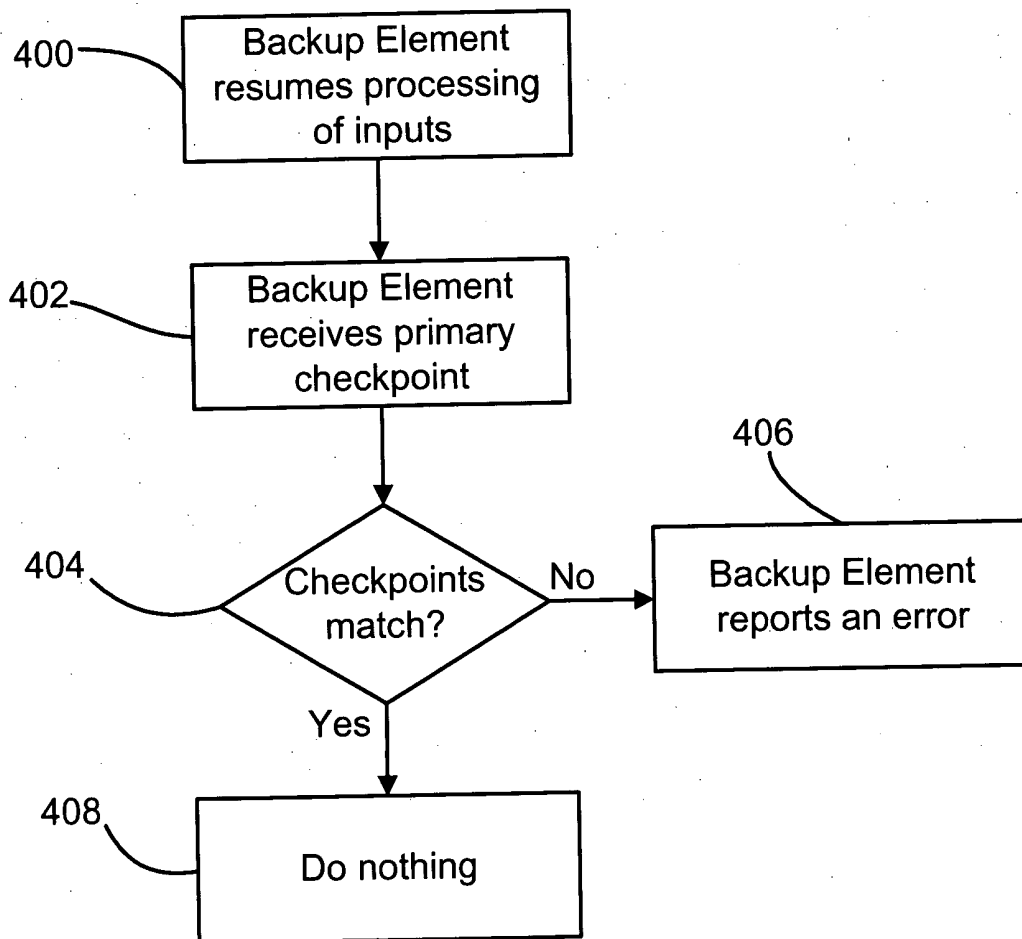 400
Backup Element
resumes processing
of inputs
402
Backup Element
receives primary
checkpoint
404
Checkpoints
match?
No
406
Backup Element
reports an error
Yes
408
Do nothing